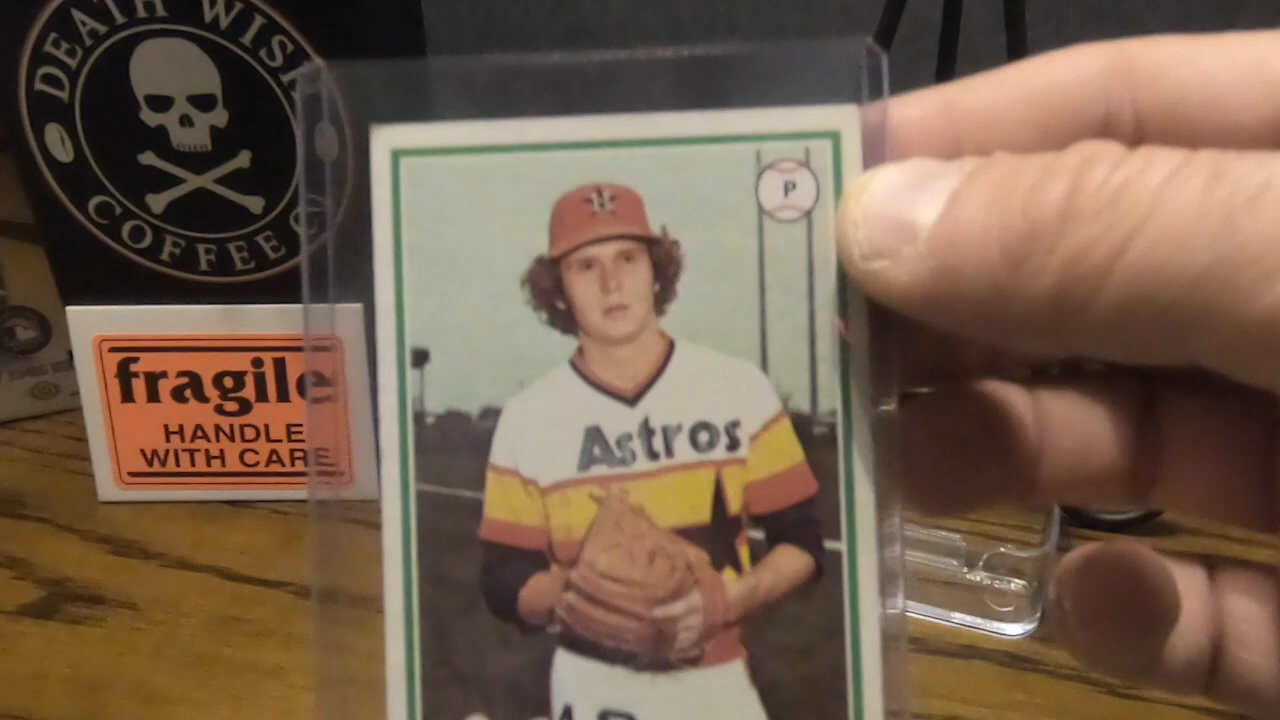 DEATH WISH
COFFEE
fragile
HANDLE
WITH CARE
P
H
Astros